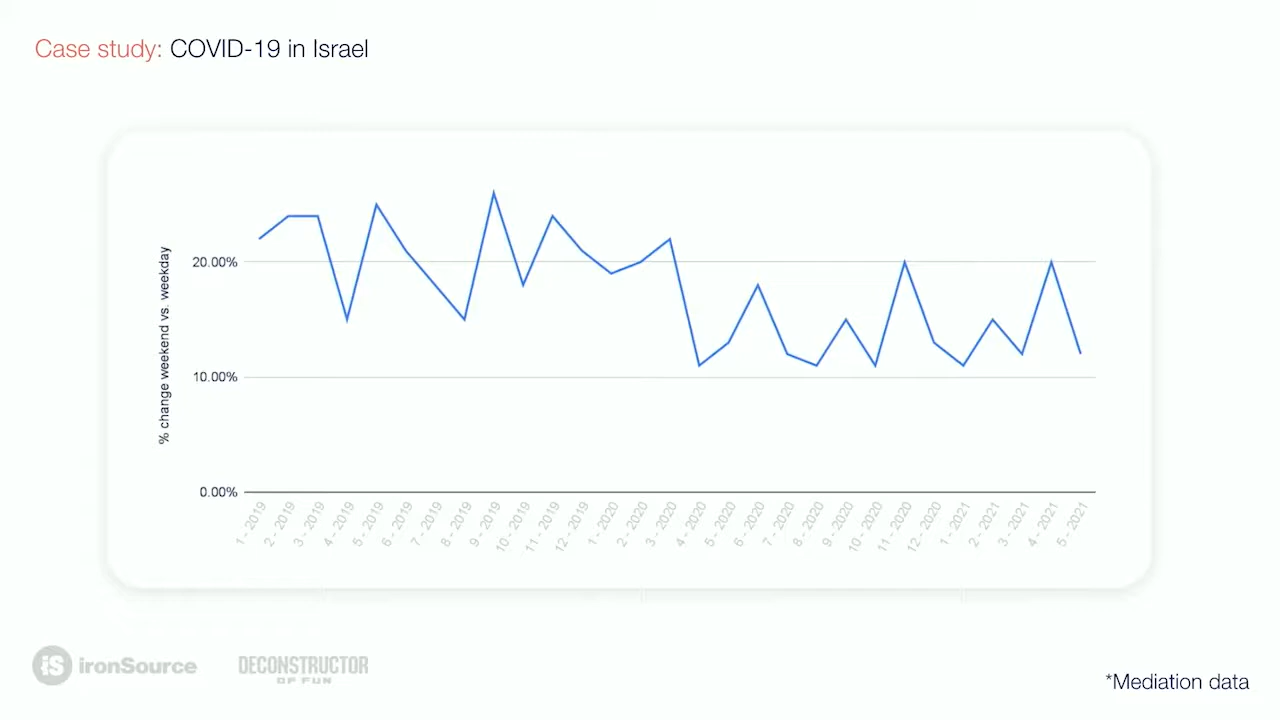 Case study: COVID-19 in Israel
% change weekend vs. weekday
20.00%
10.00%
0.00%
1 - 2019
2 - 2019
3 - 2019
4 - 2019
5 - 2019
6 - 2019
7 - 2019
8 - 2019
9 - 2019
10 - 2019
11 - 2019
12 - 2019
1 - 2020
2 - 2020
3 - 2020
4 - 2020
5 - 2020
6 - 2020
7 - 2020
8 - 2020
9 - 2020
10 - 2020
11 - 2020
12 - 2020
1 - 2021
2 - 2021
3 - 2021
4 - 2021
5 - 2021
iS ironSource
DECONSTRUCTOR
OF FUN
*Mediation data